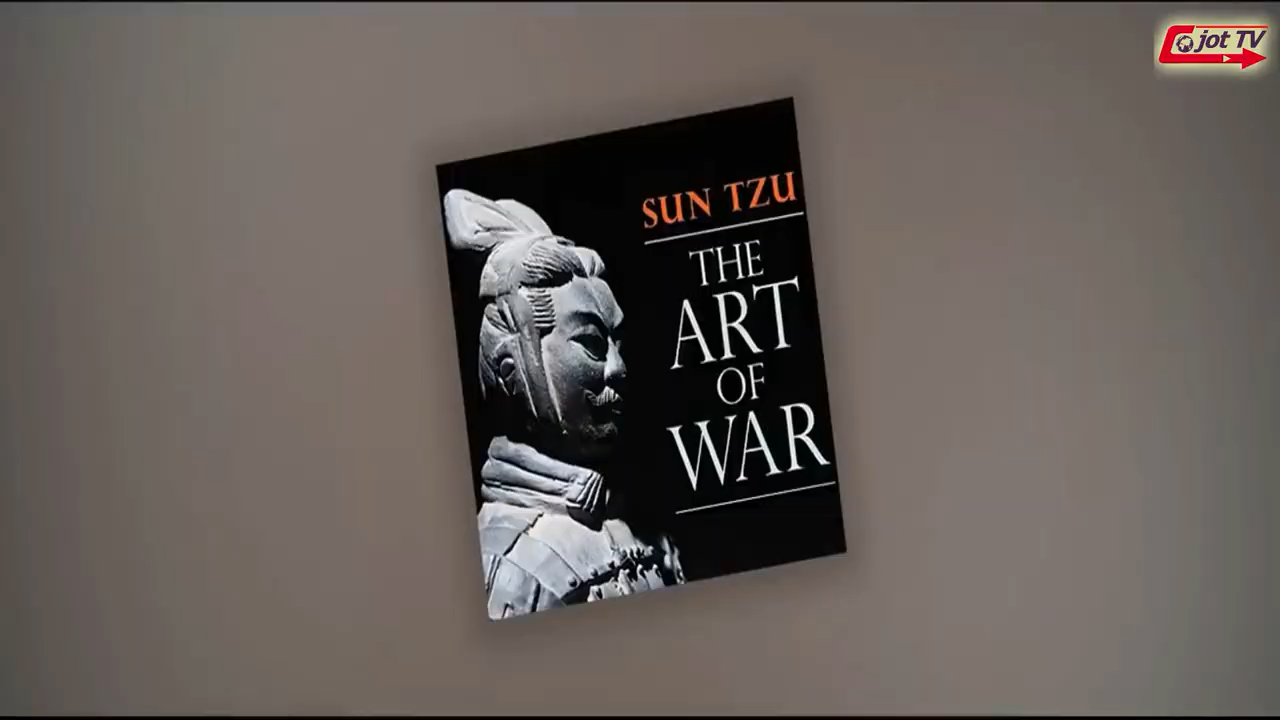 jot TV
SUN TZU
THE
ART
OF
WAR